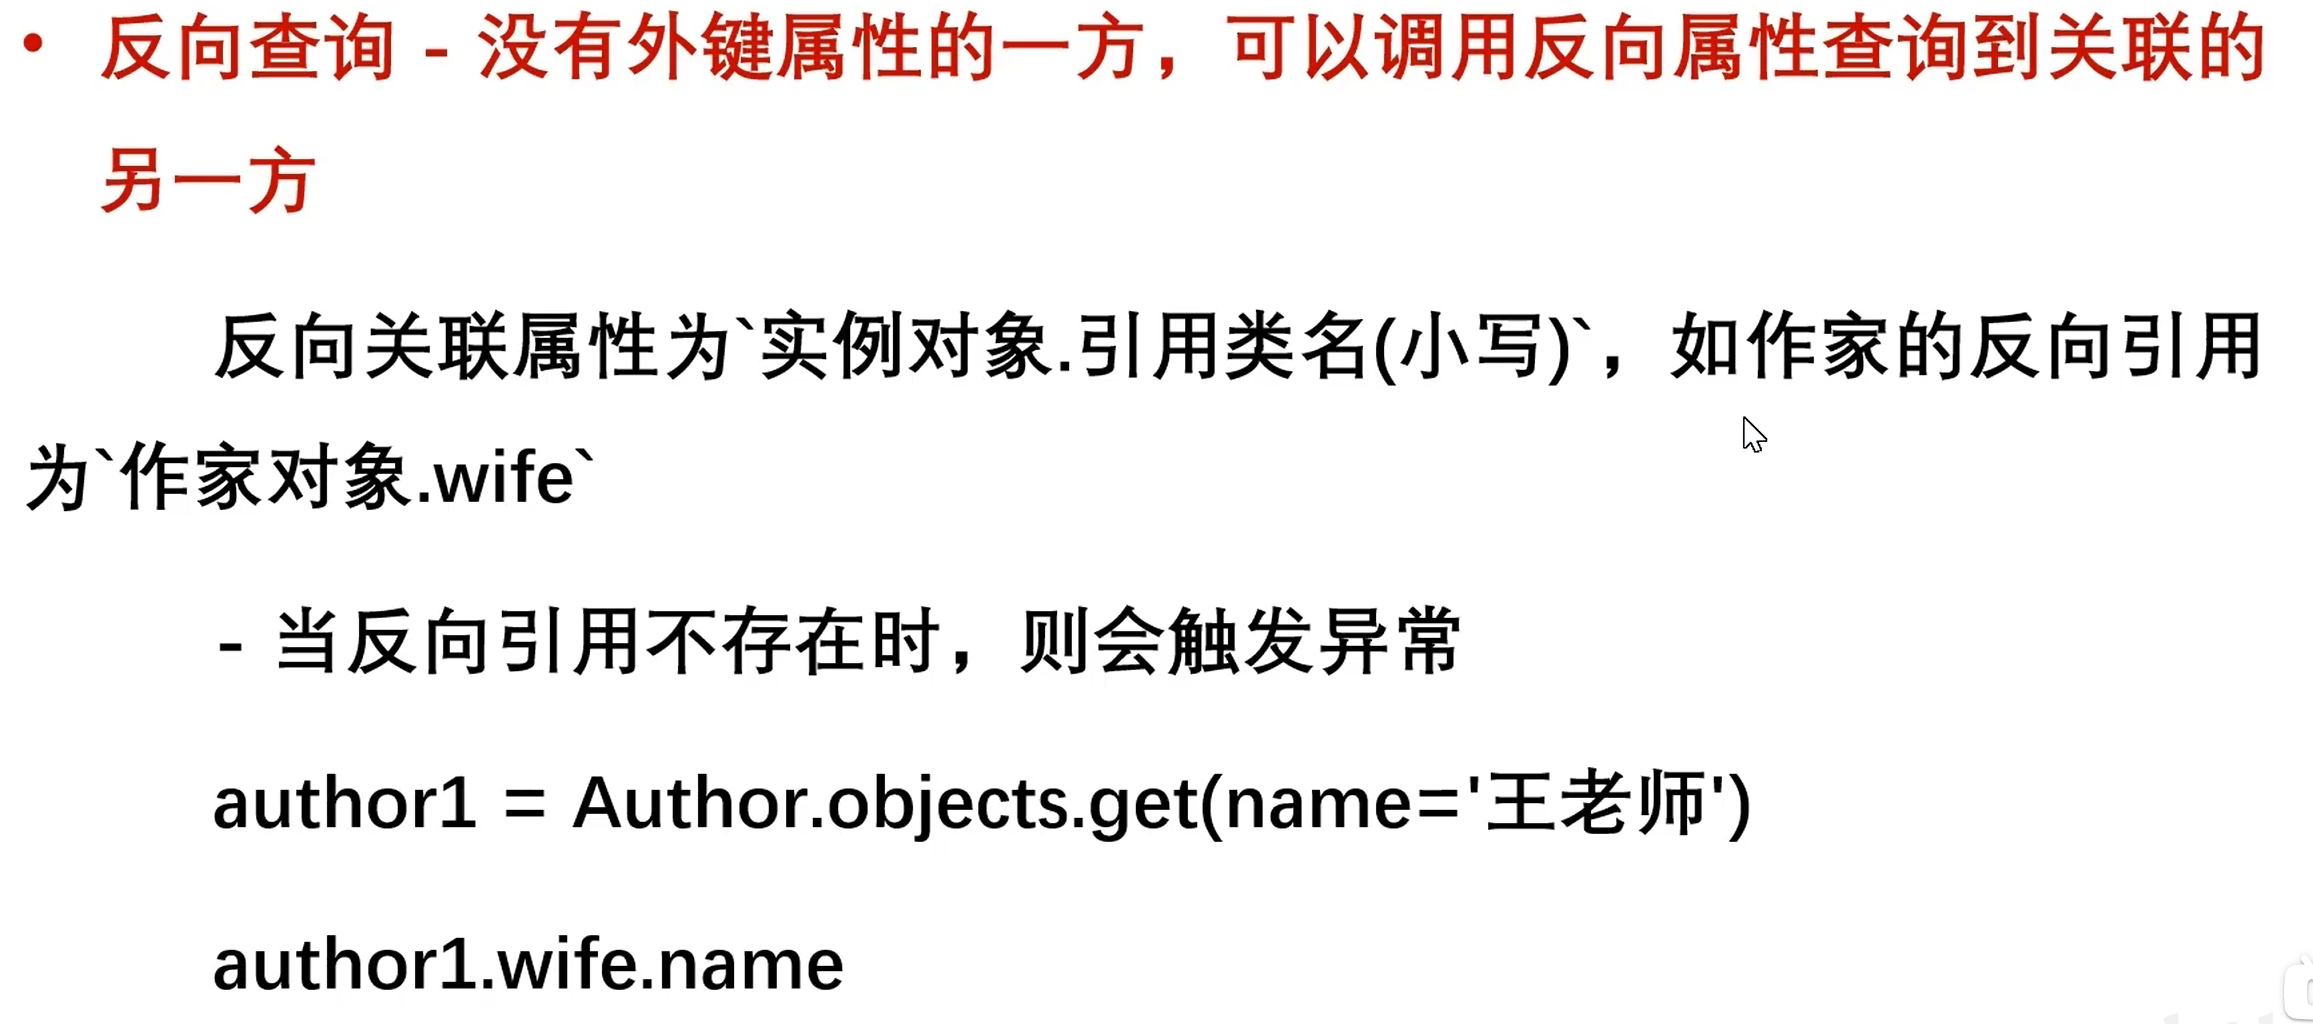 • 反向查询 - 没有外键属性的一方，可以调用反向属性查询到关联的
另一方
反向关联属性为`实例对象.引用类名(小写)`，如作家的反向引用
为`作家对象.wife`
- 当反向引用不存在时，则会触发异常
author1 = Author.objects.get(name='王老师')
author1.wife.name